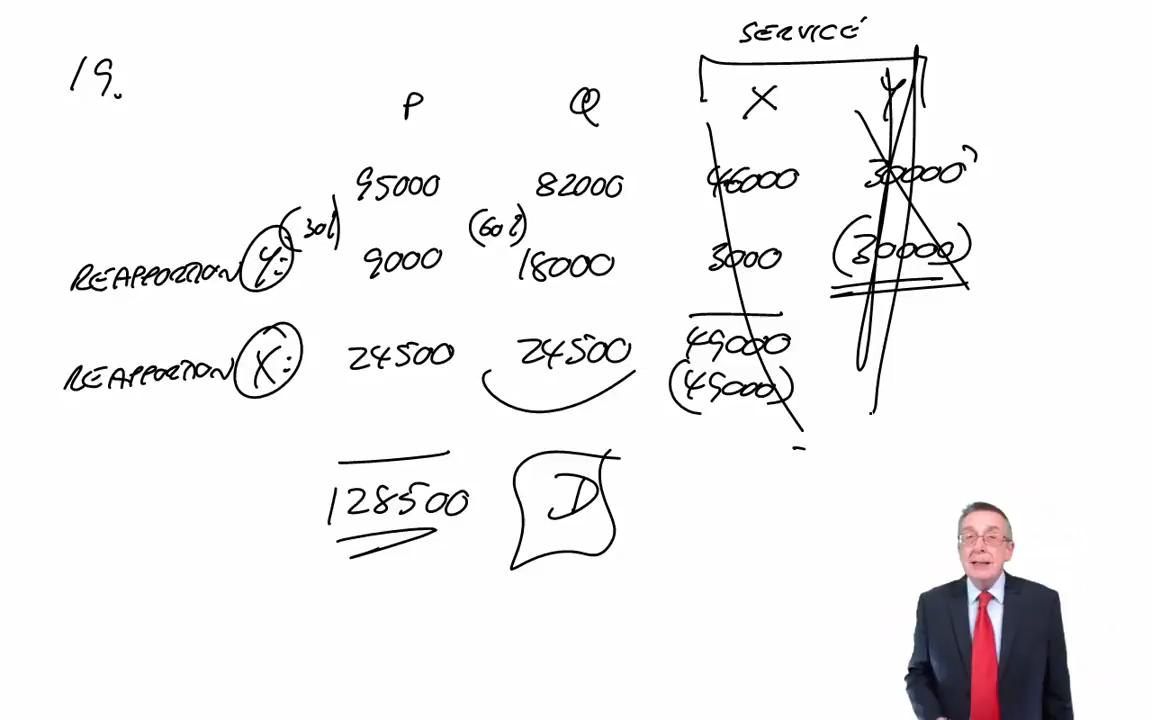 SERVICE
19.
P Q X Y
95000 82000 46000 30000
(30%) (60%)
REAPPORTION Y: 9000 18000 3000 (30000)
49000
REAPPORTION X: 24500 24500 (49000)
-
128500 D